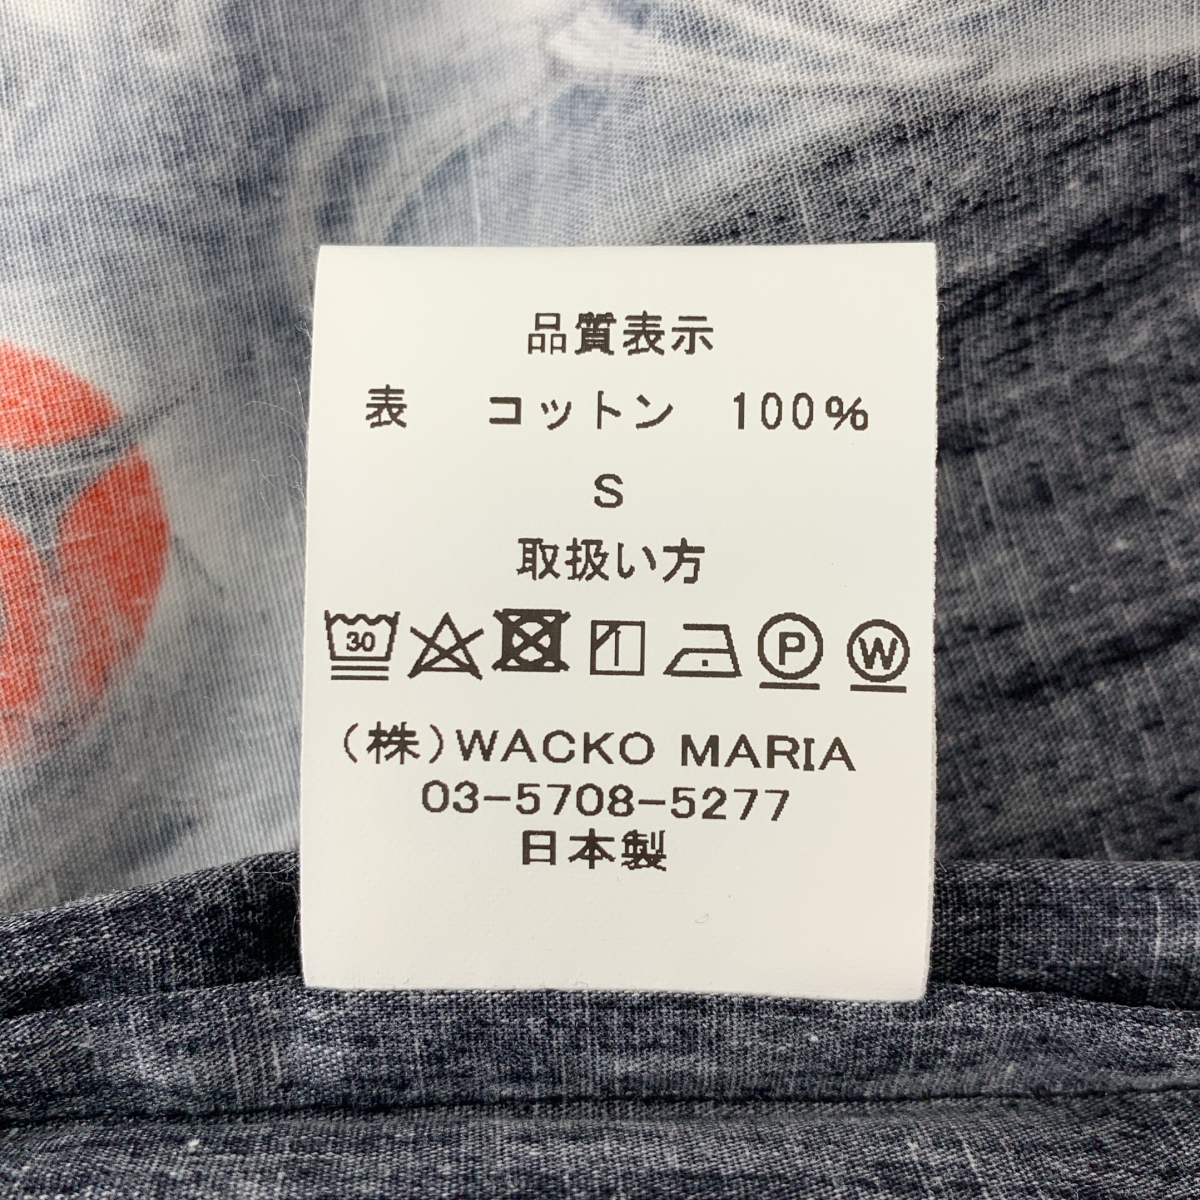 品質表示
表 コットン 100%
S
取扱い方
30 P W
(株)WACKO MARIA
03-5708-5277
日本製